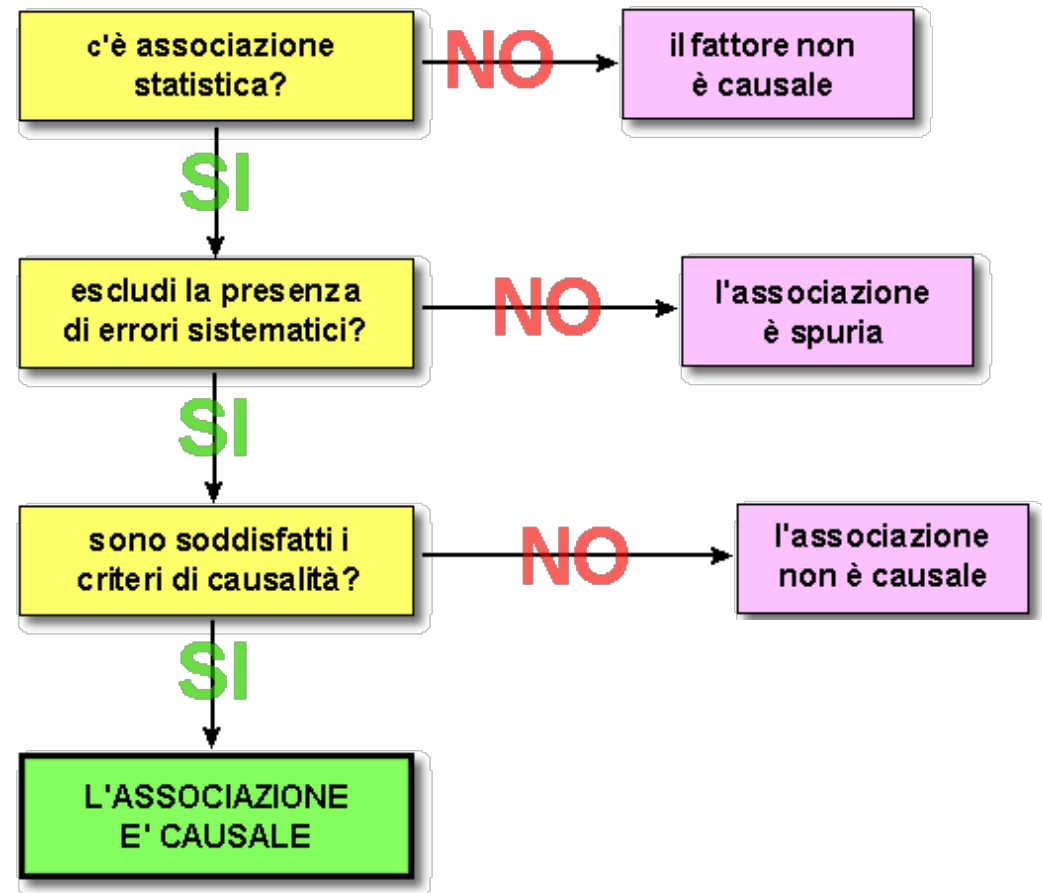 c'è associazione
statistica?
NO
il fattore non
è causale
SI
escludi la presenza
di errori sistematici?
NO
l'associazione
è spuria
SI
sono soddisfatti i
criteri di causalità?
NO
l'associazione
non è causale
SI
L'ASSOCIAZIONE
E' CAUSALE